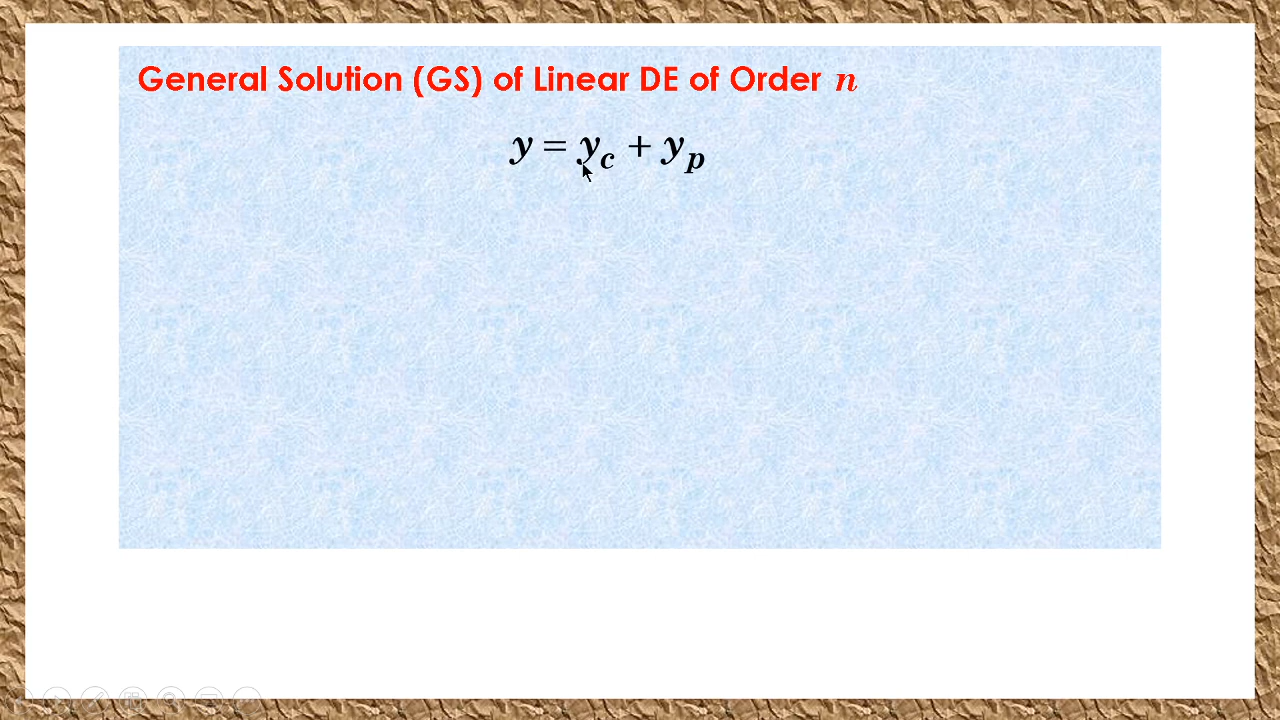 General Solution (GS) of Linear DE of Order n
y = y_c + y_p